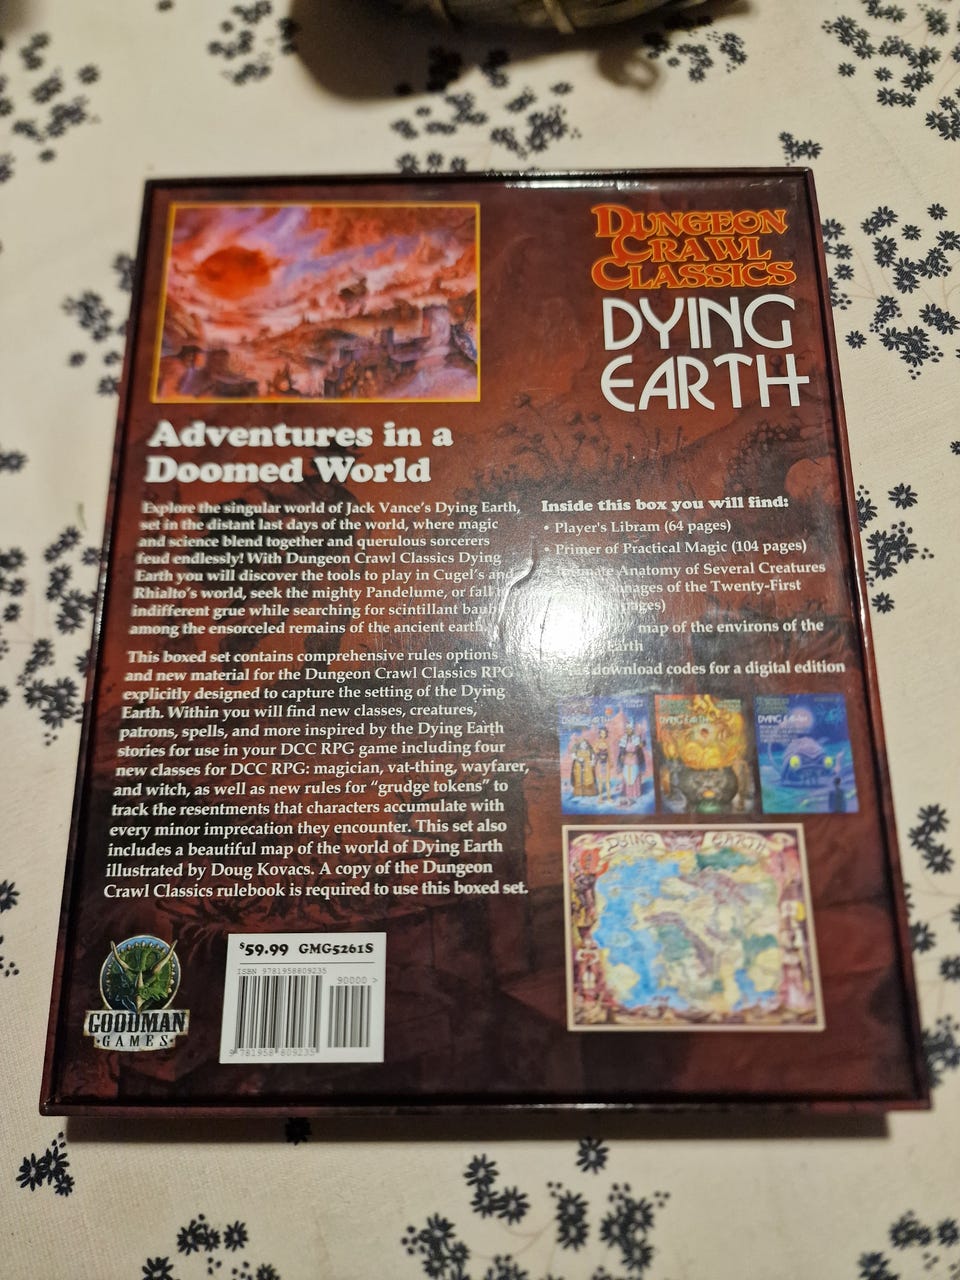 DUNGEON
CRAWL
CLASSICS
DYING
EARTH
Adventures in a
Doomed World
Explore the singular world of Jack Vance's Dying Earth,
set in the distant last days of the world, where magic
and science blend together and querulous sorcerers
feud endlessly! With Dungeon Crawl Classics Dying
Earth you will discover the tools to play in Cugel's and
Rhialto's world, seek the mighty Pandelume, or fall
indifferent grue while searching for scintillant
among the ensorceled remains of the ancient earth.
This boxed set contains comprehensive rules options
and new material for the Dungeon Crawl Classics RPG
explicitly designed to capture the setting of the Dying
Earth. Within you will find new classes, creatures,
patrons, spells, and more inspired by the Dying Earth
stories for use in your DCC RPG game including four
new classes for DCC RPG: magician, vat-thing, wayfarer,
and witch, as well as new rules for “grudge tokens” to
track the resentments that characters accumulate with
every minor imprecation they encounter. This set also
includes a beautiful map of the world of Dying Earth
illustrated by Doug Kovacs. A copy of the Dungeon
Crawl Classics rulebook is required to use this boxed set.
Inside this box you will find:
• Player's Libram (64 pages)
• Primer of Practical Magic (104 pages)
Anatomy of Several Creatures
of the Twenty-First
map of the environs of the
Earth
download codes for a digital edition
DYING EARTH
DYING EARTH
DYING EARTH
DYING EARTH
GOODMAN
GAMES
$59.99 GMG5261S
ISBN 9781958809235
90000 >
9 781958 809235